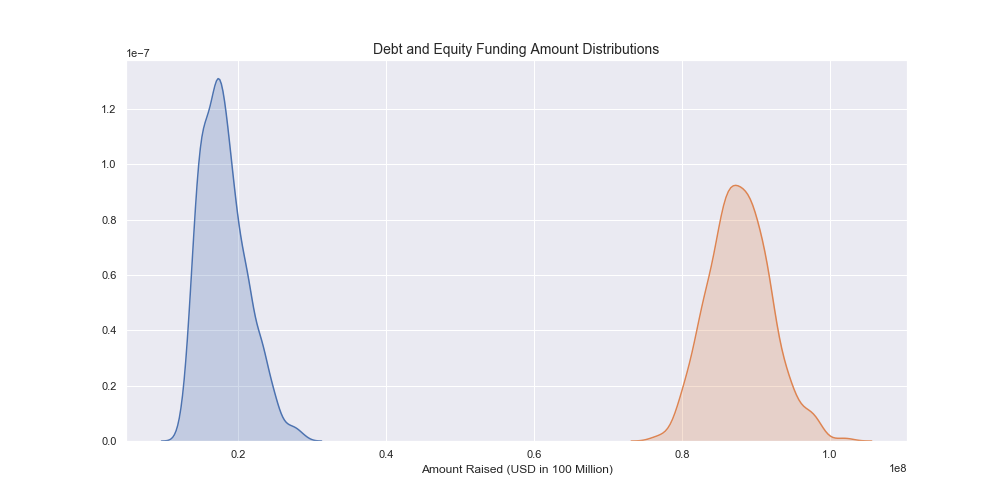 Debt and Equity Funding Amount Distributions
1e−7
1.2
1.0
0.8
0.6
0.4
0.2
0.0
0.2 0.4 0.6 0.8 1.0
Amount Raised (USD in 100 Million)
1e8